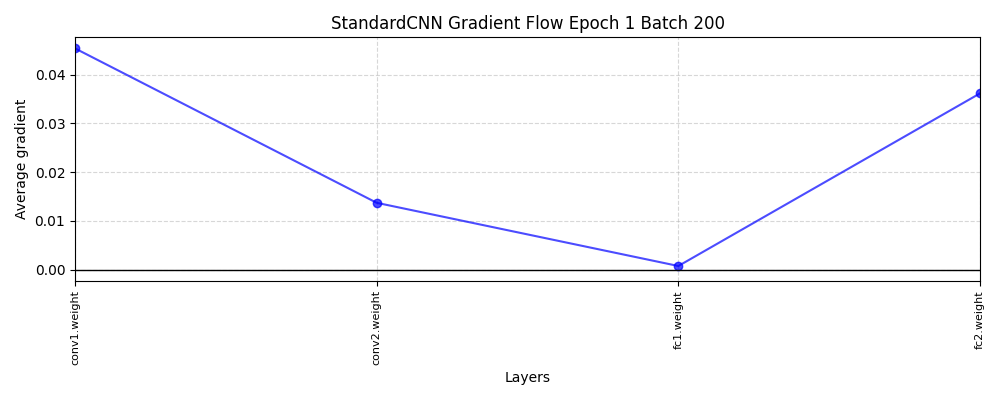 StandardCNN Gradient Flow Epoch 1 Batch 200
Average gradient
0.04
0.03
0.02
0.01
0.00
conv1.weight
conv2.weight
fc1.weight
fc2.weight
Layers